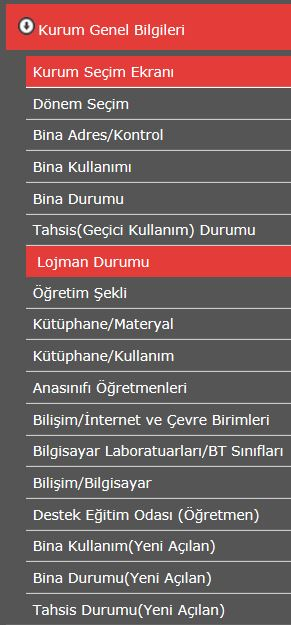 Kurum Genel Bilgileri
Kurum Seçim Ekranı
Dönem Seçim
Bina Adres/Kontrol
Bina Kullanımı
Bina Durumu
Tahsis(Geçici Kullanım) Durumu
Lojman Durumu
Öğretim Şekli
Kütüphane/Materyal
Kütüphane/Kullanım
Anasınıfı Öğretmenleri
Bilişim/İnternet ve Çevre Birimleri
Bilgisayar Laboratuarları/BT Sınıfları
Bilişim/Bilgisayar
Destek Eğitim Odası (Öğretmen)
Bina Kullanım(Yeni Açılan)
Bina Durumu(Yeni Açılan)
Tahsis Durumu(Yeni Açılan)